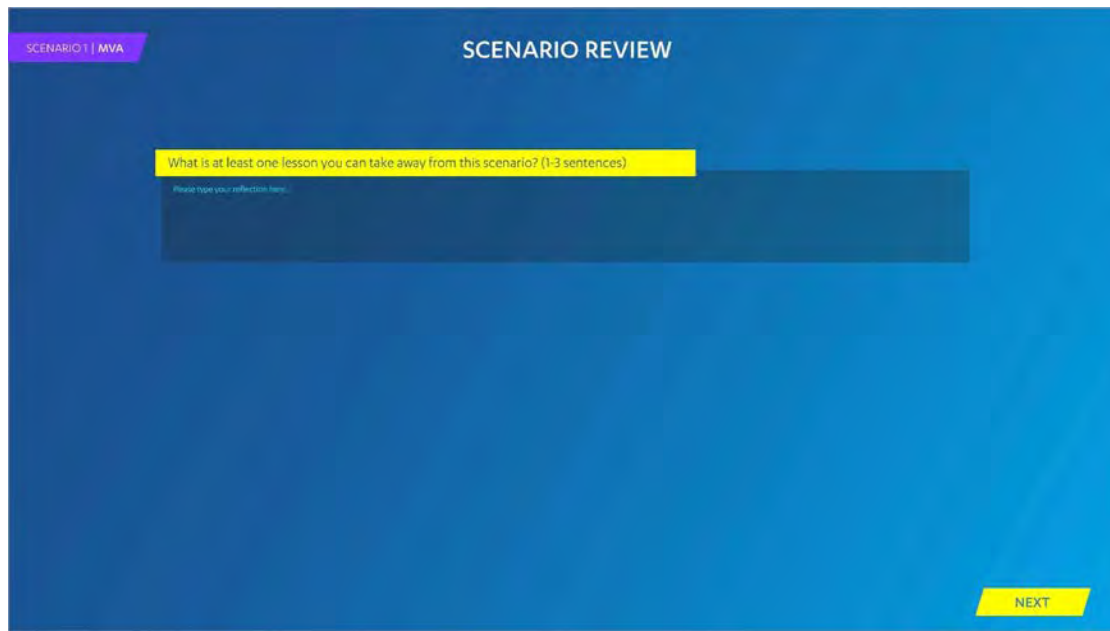 SCENARIO 1 | MVA
SCENARIO REVIEW
What is at least one lesson you can take away from this scenario? (1-3 sentences)
Please type your reflection here...
NEXT